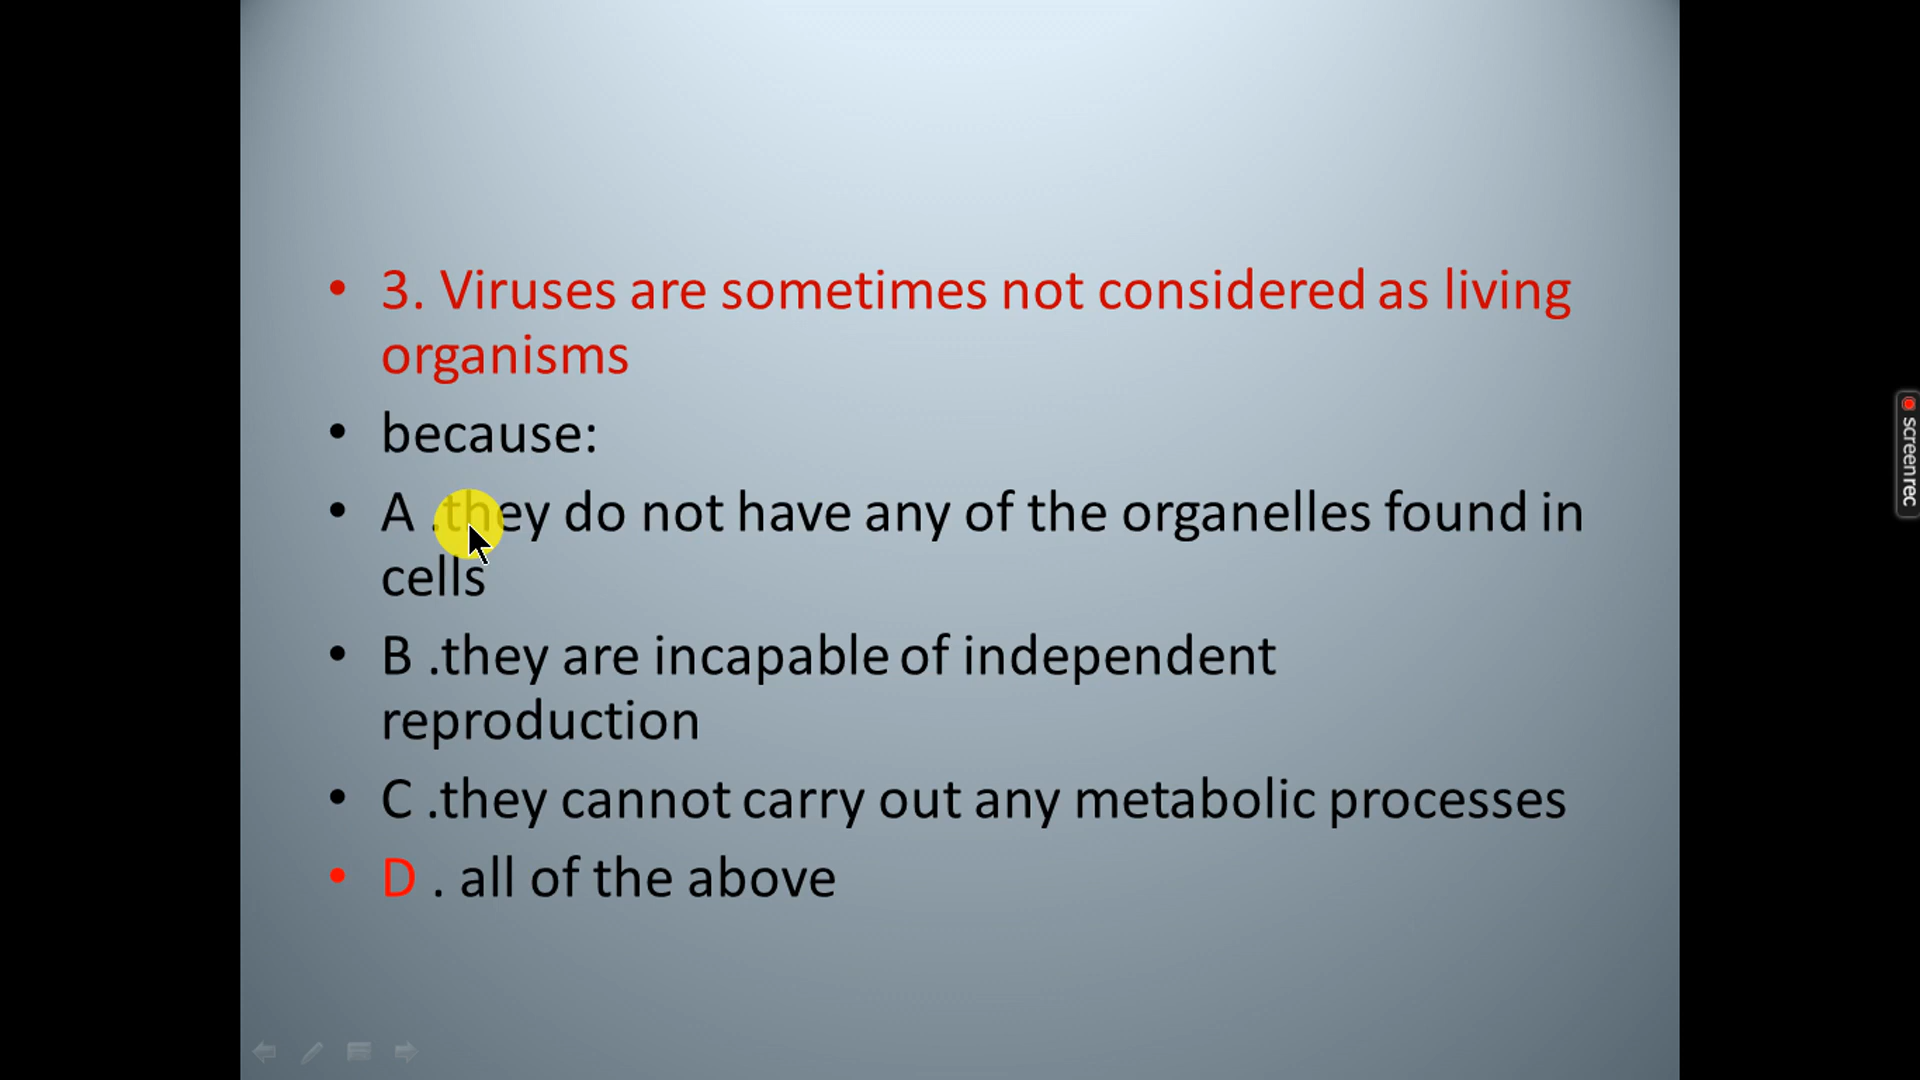 • 3. Viruses are sometimes not considered as living
organisms
• because:
• A .they do not have any of the organelles found in
cells
• B .they are incapable of independent
reproduction
• C .they cannot carry out any metabolic processes
• D . all of the above
screenrec